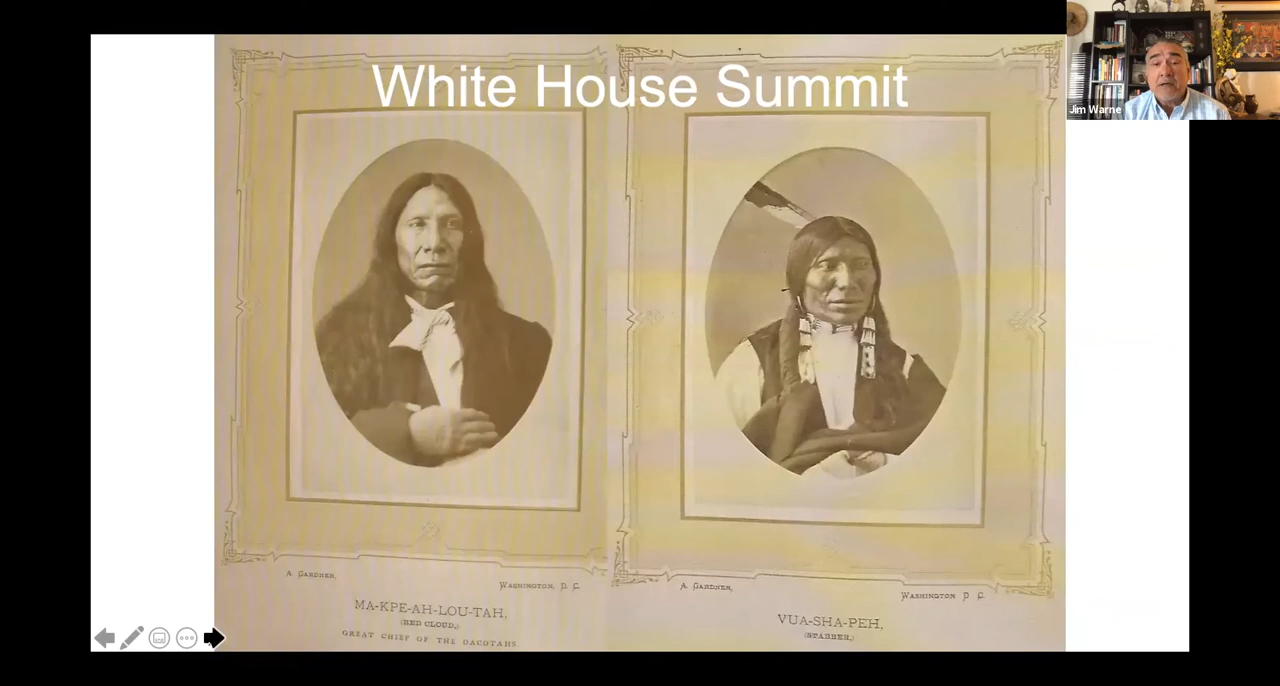 White House Summit
Jim Warne
A. GARDNER,
WASHINGTON, D. C.
MA-KPE-AH-LOU-TAH,
(RED CLOUD,)
GREAT CHIEF OF THE DACOTAHS.
A. GARDNER,
WASHINGTON D. C.
VUA-SHA-PEH,
(STABBER,)